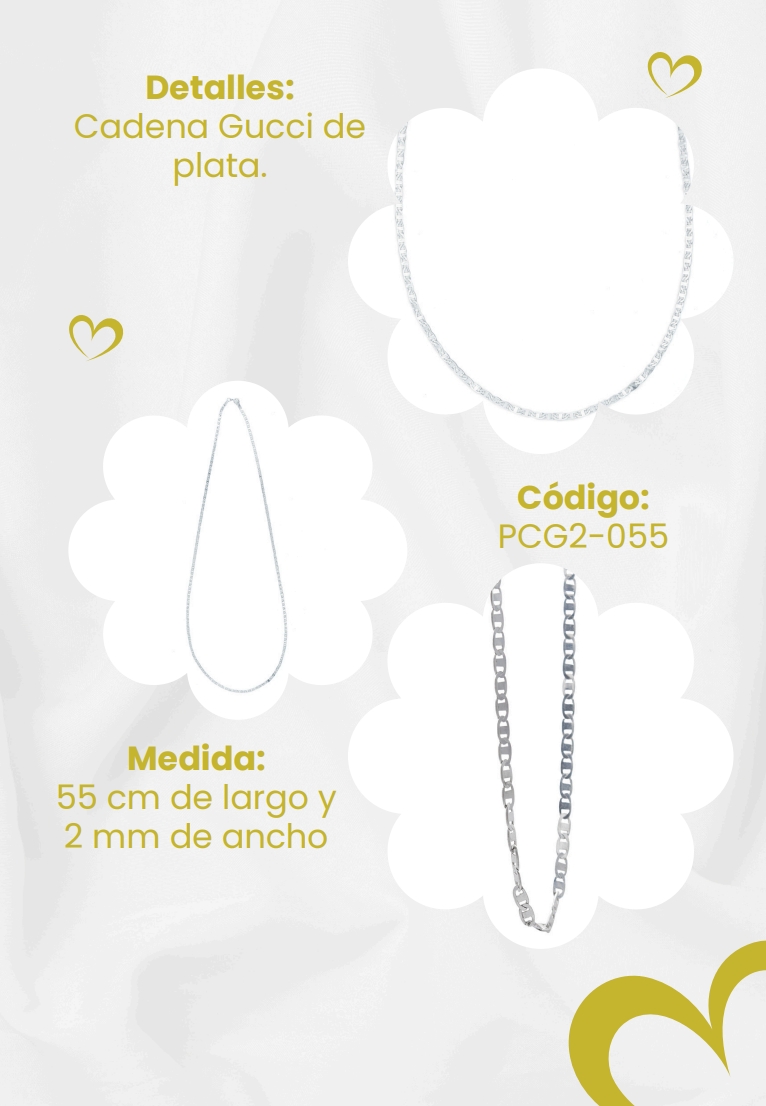 Detalles:
Cadena Gucci de
plata.
Código:
PCG2-055
Medida:
55 cm de largo y
2 mm de ancho